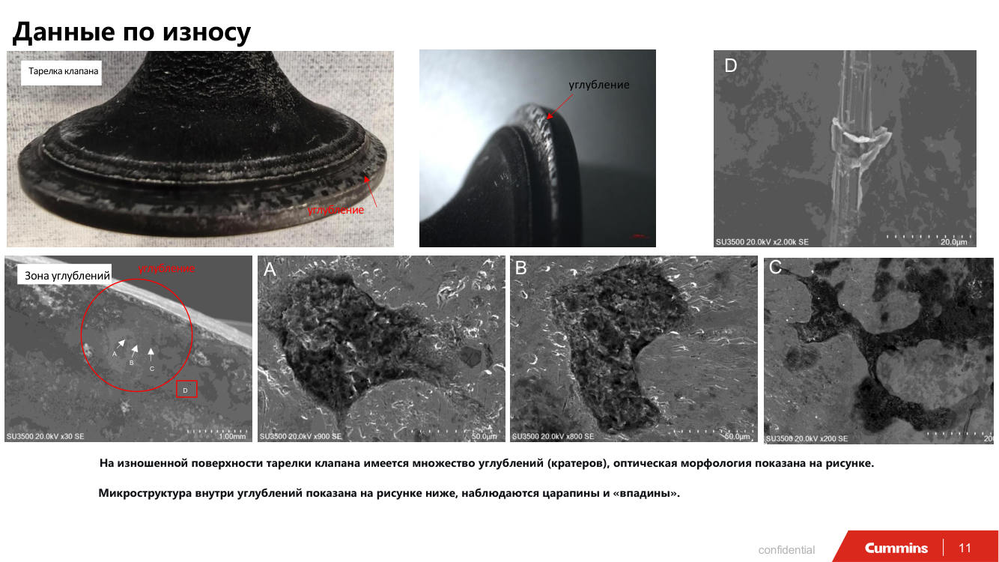 Данные по износу
Тарелка клапана
углубление
углубление
D
SU3500 20.0kV x2.00k SE
20.0µm
Зона углублений
углубление
A
B
C
D
SU3500 20.0kV x30 SE
1.00mm
A
SU3500 20.0kV x900 SE
50.0µm
B
SU3500 20.0kV x800 SE
50.0µm
C
SU3500 20.0kV x200 SE
200
На изношенной поверхности тарелки клапана имеется множество углублений (кратеров), оптическая морфология показана на рисунке.
Микроструктура внутри углублений показана на рисунке ниже, наблюдаются царапины и «впадины».
confidential
Cummins
11